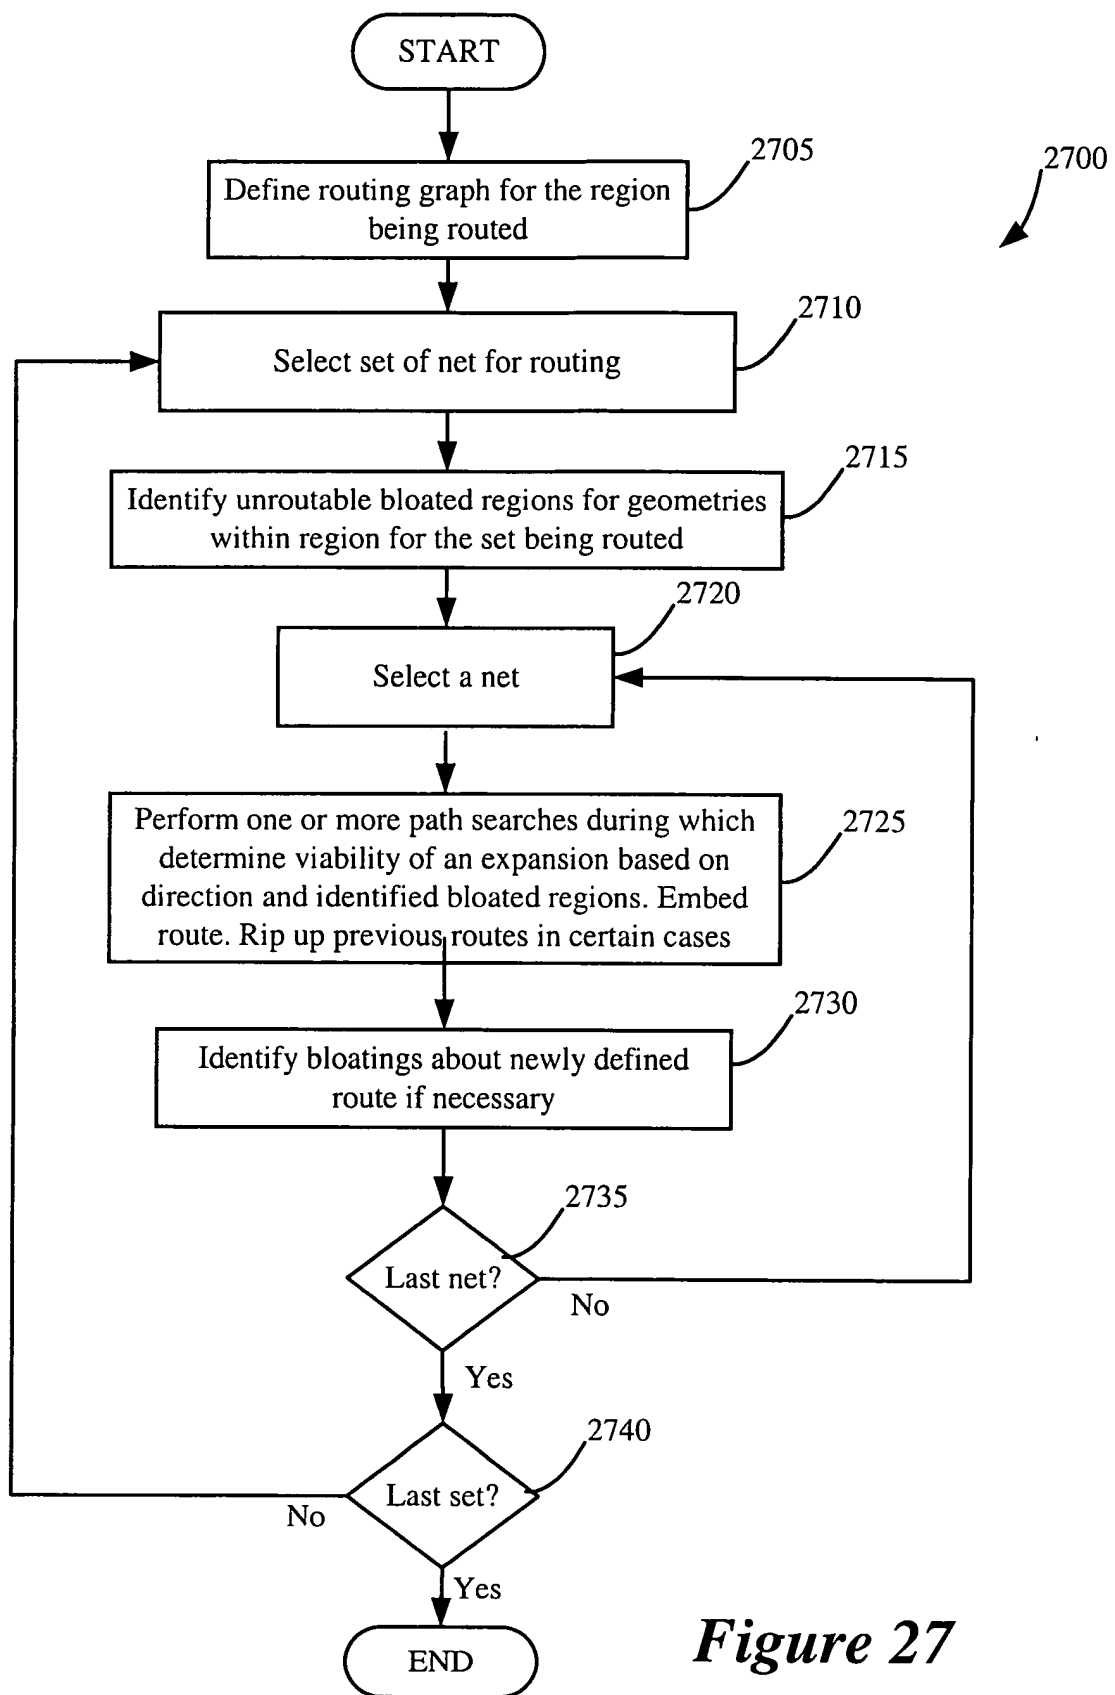 START
2705
2700
Define routing graph for the region
being routed
2710
Select set of net for routing
2715
Identify unroutable bloated regions for geometries
within region for the set being routed
2720
Select a net
Perform one or more path searches during which
determine viability of an expansion based on
direction and identified bloated regions. Embed
route. Rip up previous routes in certain cases
2725
2730
Identify bloatings about newly defined
route if necessary
2735
Last net?
No
Yes
2740
Last set?
No
Yes
END
Figure 27